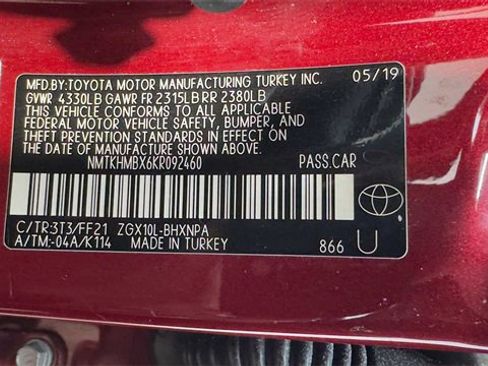 MFD.BY:TOYOTA MOTOR MANUFACTURING TURKEY INC. 05/19
GVWR 4330LB GAWR FR 2315LB RR 2380LB
THIS VEHICLE CONFORMS TO ALL APPLICABLE
FEDERAL MOTOR VEHICLE SAFETY, BUMPER, AND
THEFT PREVENTION STANDARDS IN EFFECT ON THE
DATE OF MANUFACTURE SHOWN ABOVE.
NMTKHMBX6KR092460 PASS.CAR
C/TR:3T3/FF21 ZGX10L-BHXNPA
A/TM:-04A/K114 MADE IN TURKEY 866 U